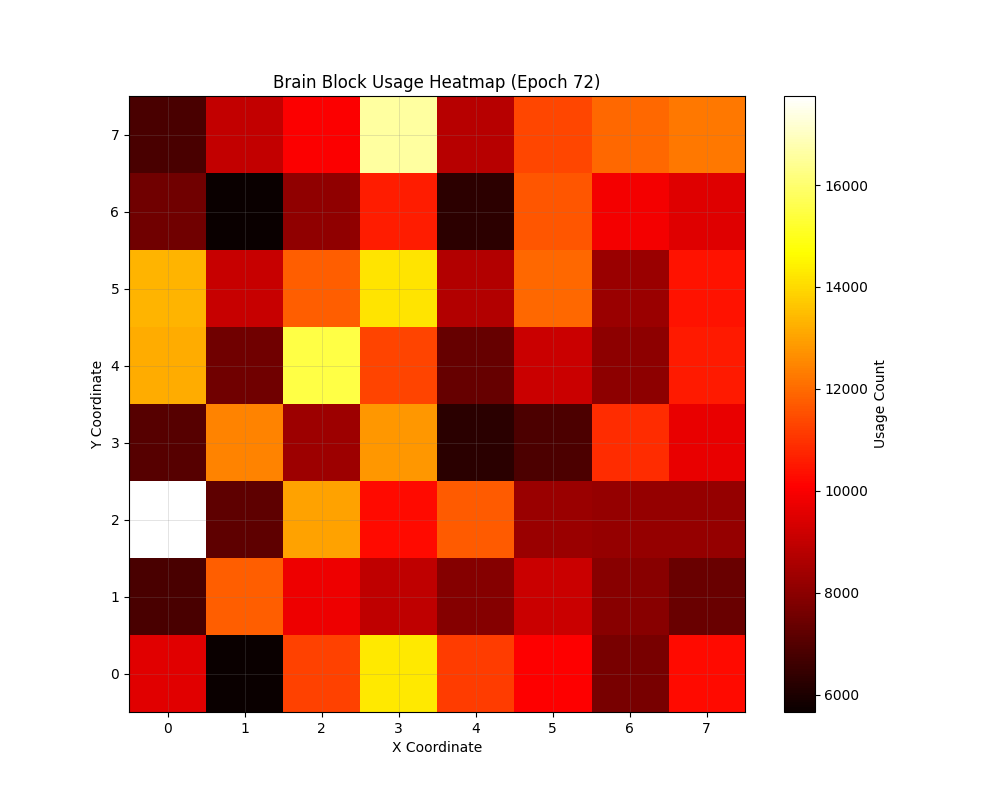 Brain Block Usage Heatmap (Epoch 72)
7
6
5
4
3
2
1
0
Y Coordinate
0 1 2 3 4 5 6 7
X Coordinate
16000
14000
12000
10000
8000
6000
Usage Count